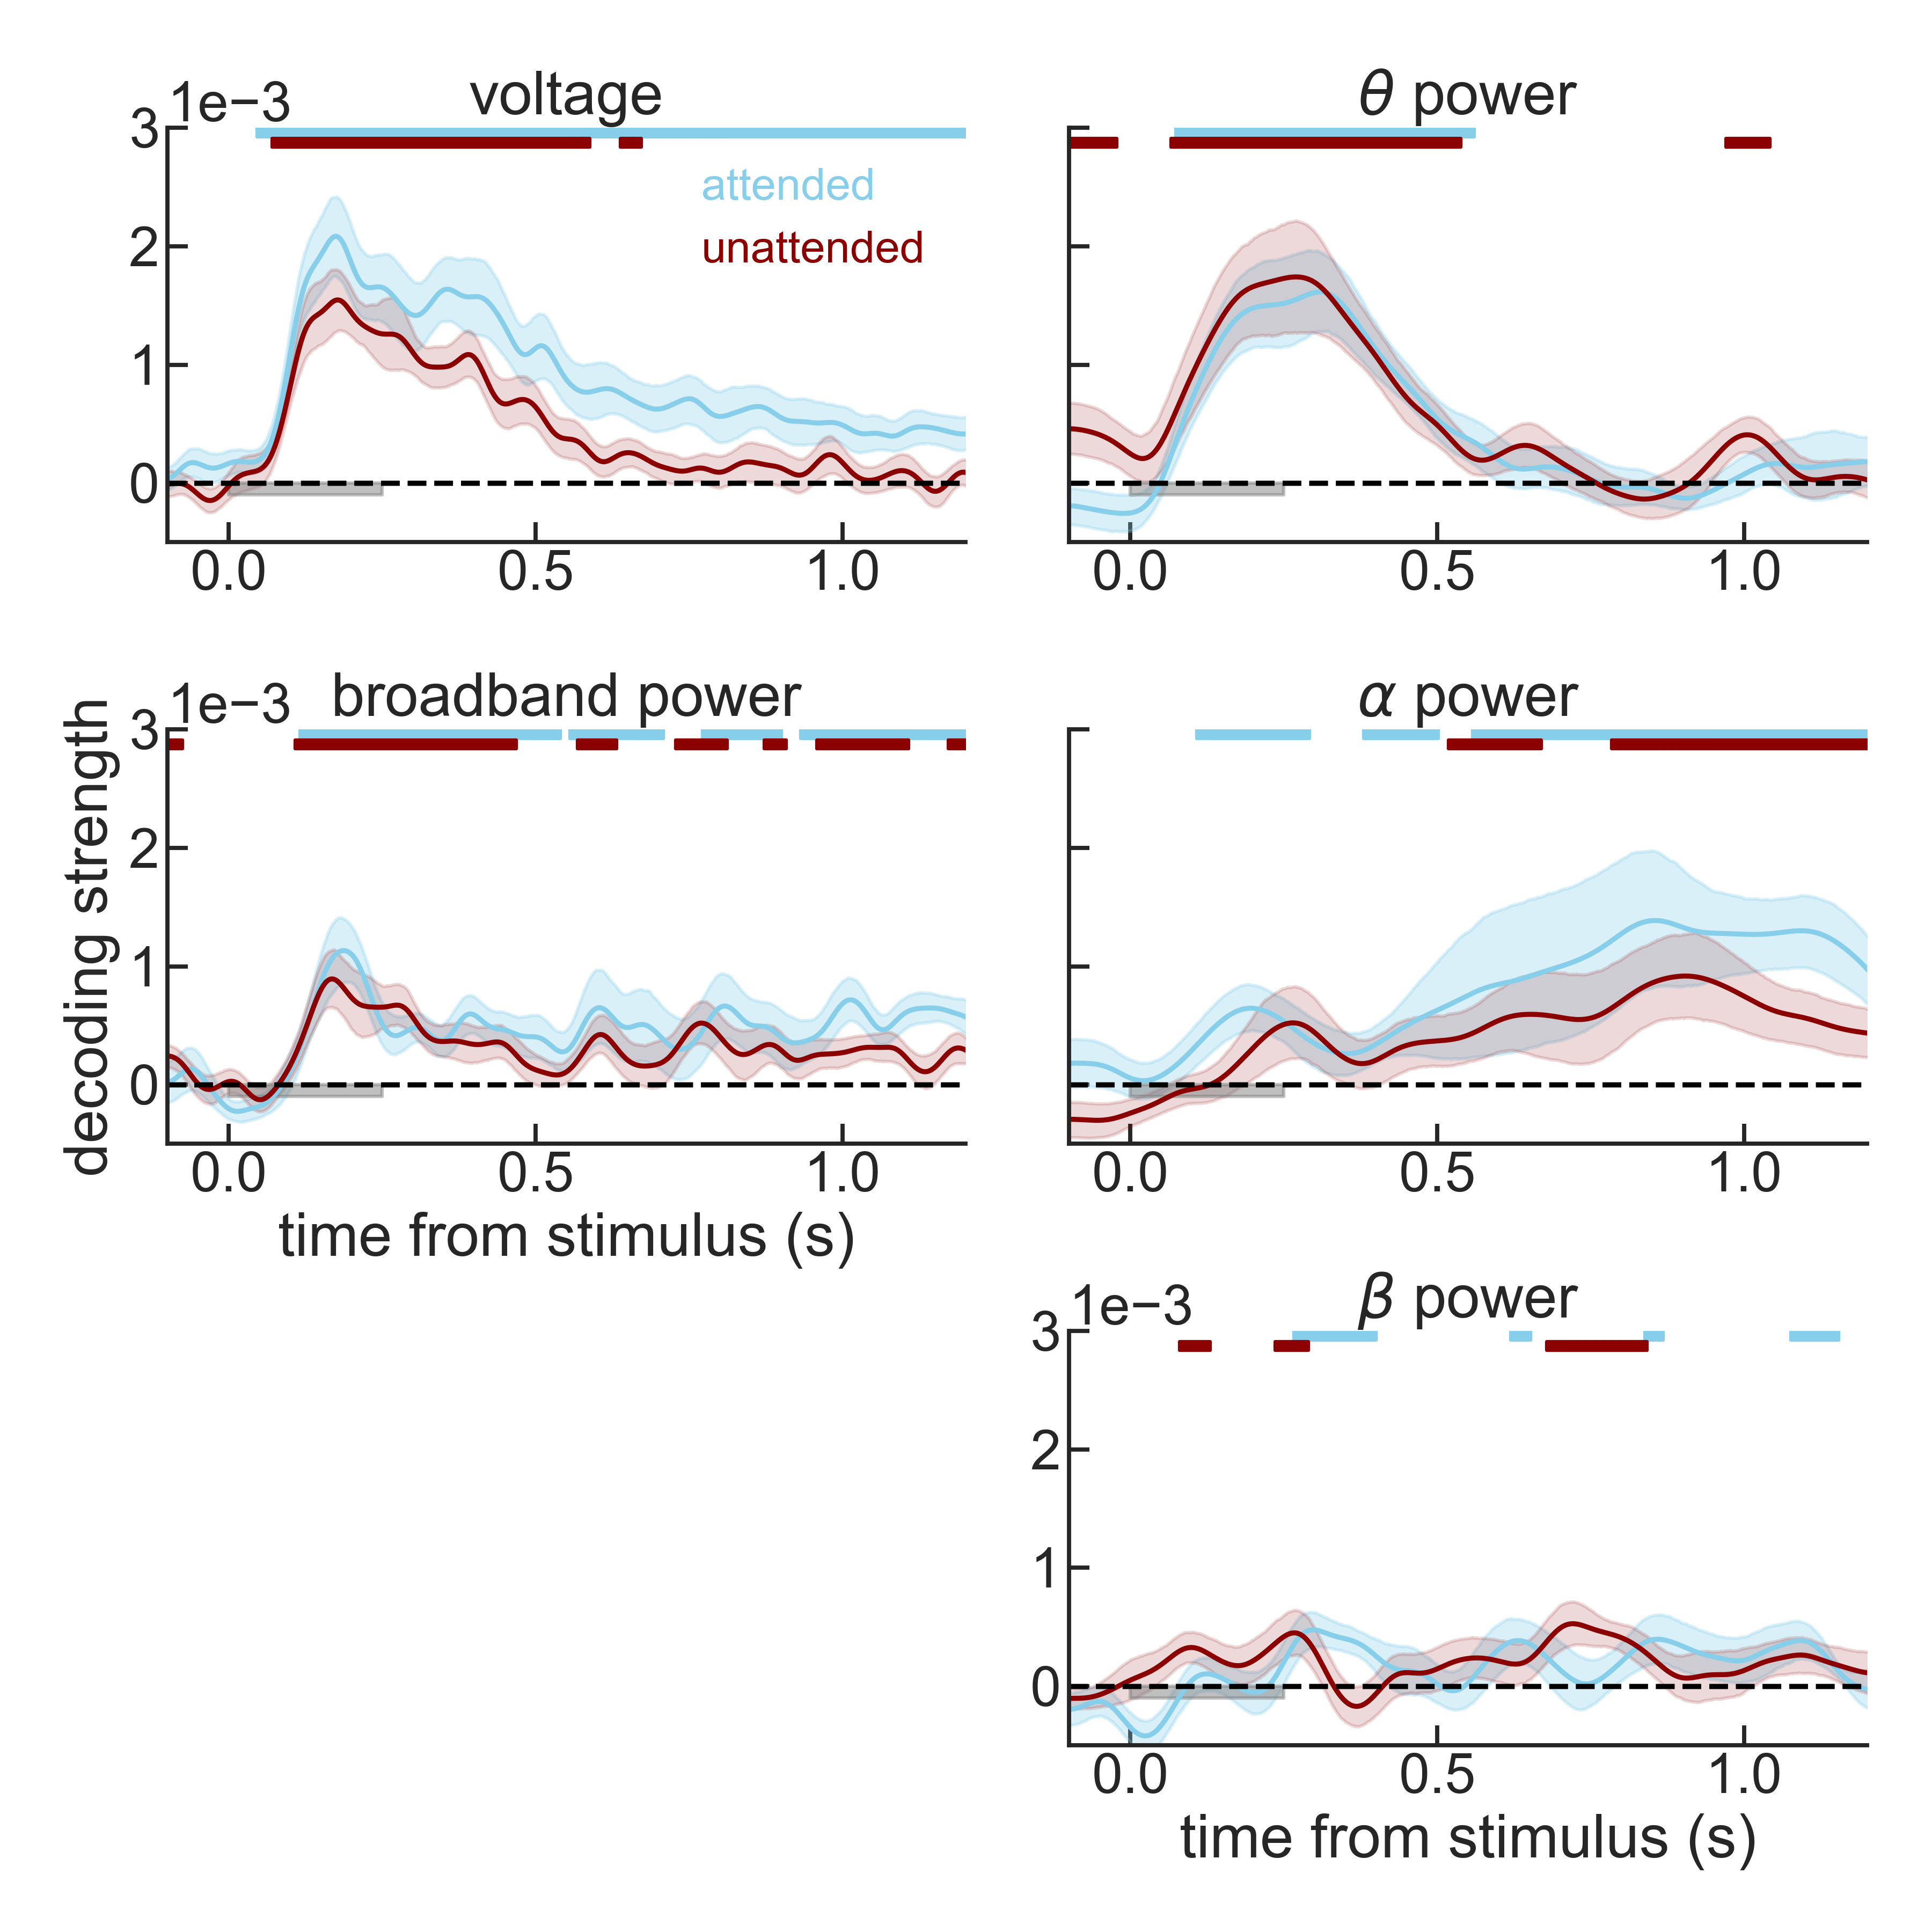 voltage
1e−3
3
2
1
0
attended
unattended
0.0 0.5 1.0
θ power
0.0 0.5 1.0
decoding strength
broadband power
1e−3
3
2
1
0
0.0 0.5 1.0
time from stimulus (s)
α power
0.0 0.5 1.0
β power
1e−3
3
2
1
0
0.0 0.5 1.0
time from stimulus (s)